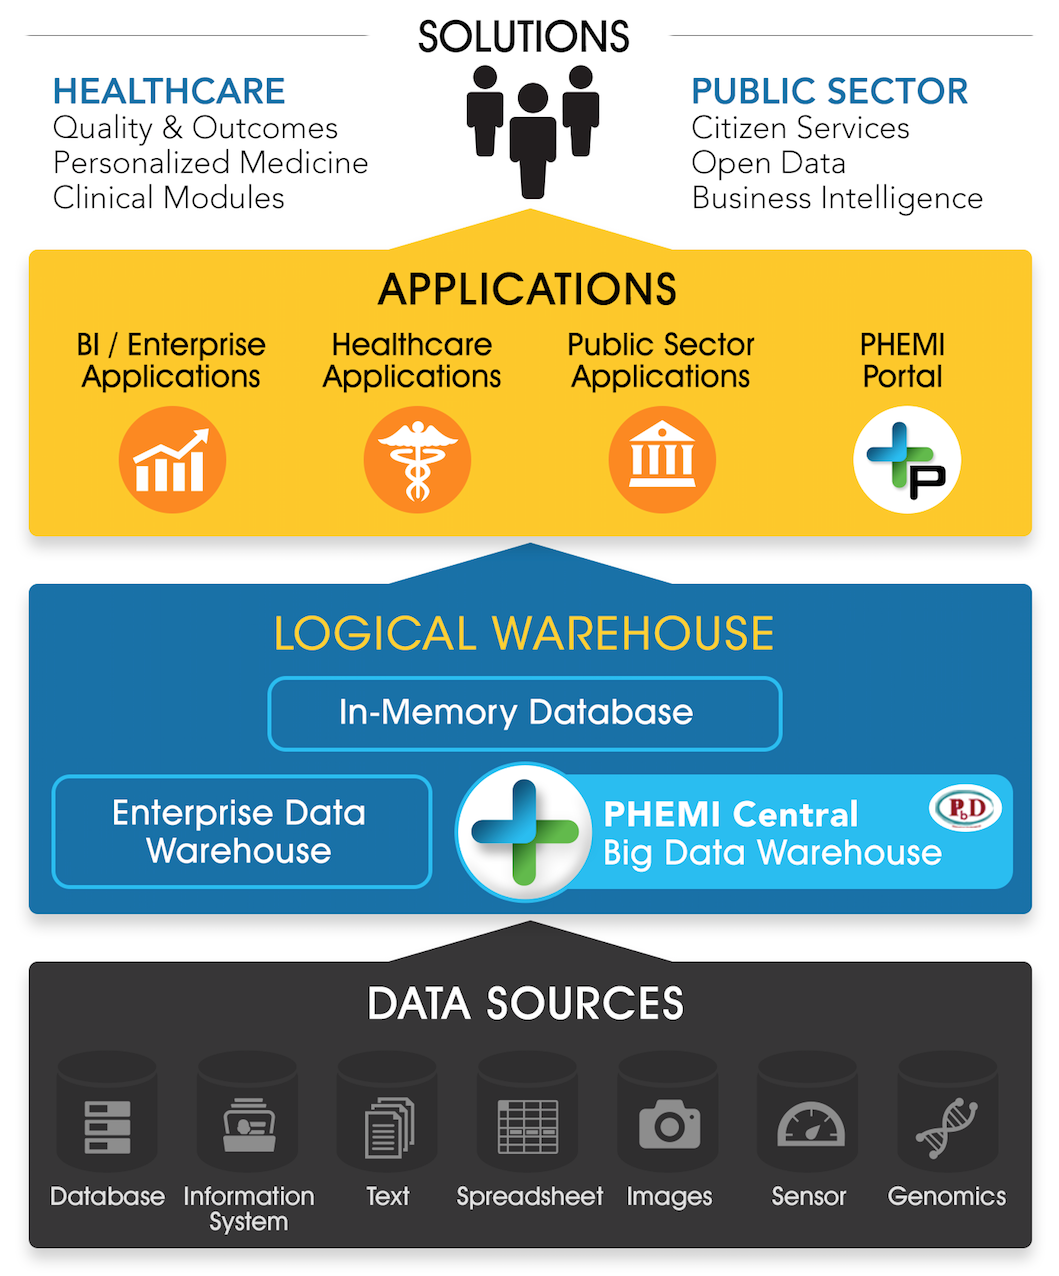 SOLUTIONS
HEALTHCARE
Quality & Outcomes
Personalized Medicine
Clinical Modules
PUBLIC SECTOR
Citizen Services
Open Data
Business Intelligence
APPLICATIONS
BI / Enterprise
Applications
Healthcare
Applications
Public Sector
Applications
PHEMI
Portal
P
LOGICAL WAREHOUSE
In-Memory Database
Enterprise Data
Warehouse
PHEMI Central
Big Data Warehouse
PbD
DATA SOURCES
Database
Information
System
Text
Spreadsheet
Images
Sensor
Genomics